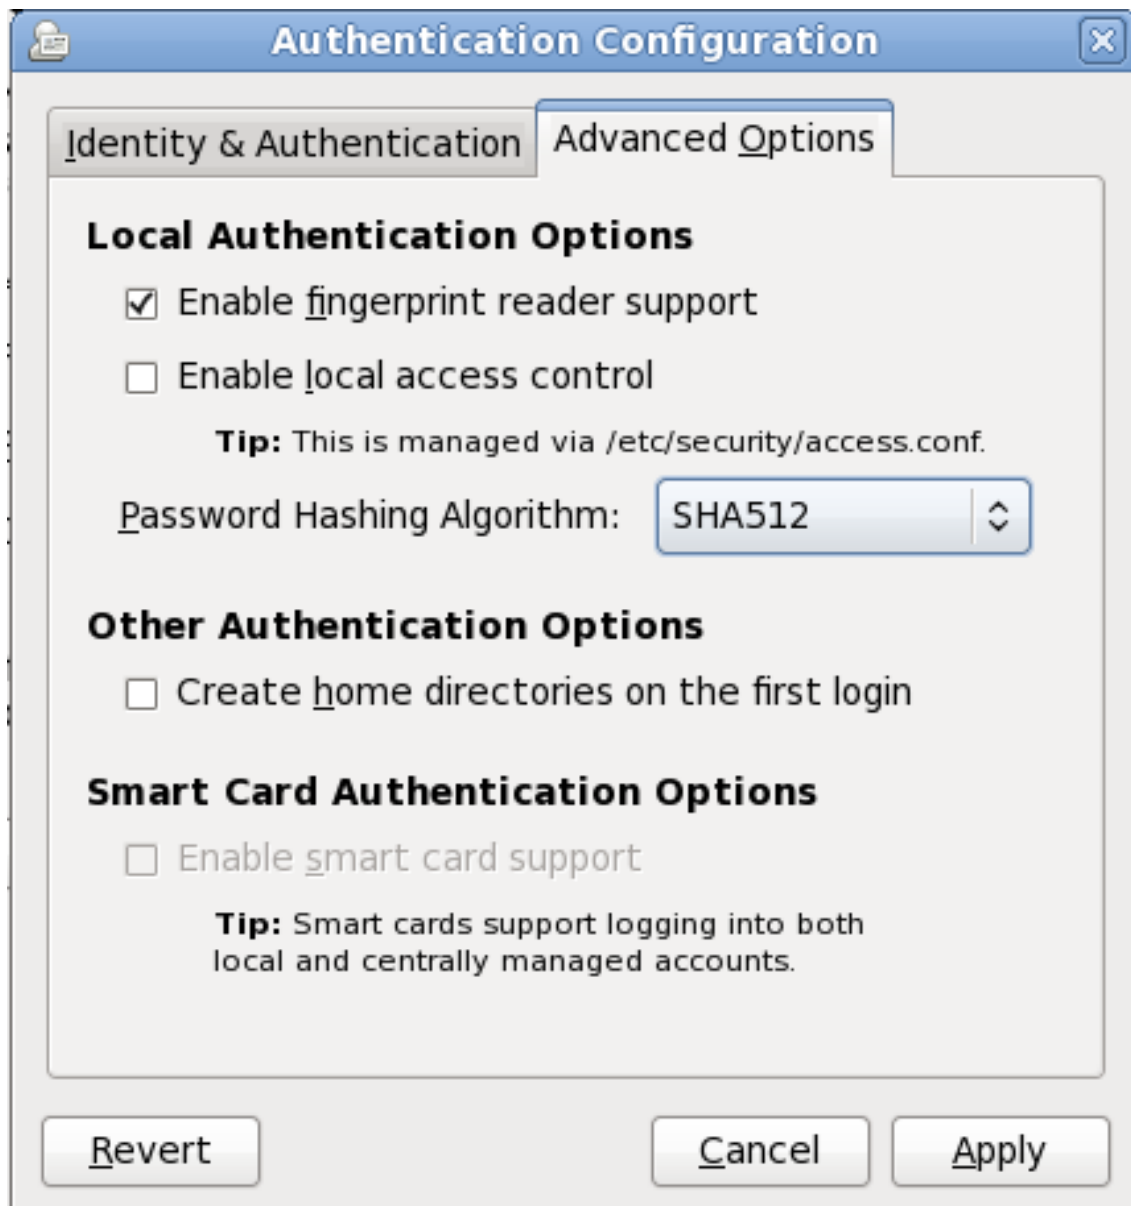 Authentication Configuration
Identity & Authentication
Advanced Options
Local Authentication Options
Enable fingerprint reader support
Enable local access control
Tip: This is managed via /etc/security/access.conf.
Password Hashing Algorithm: SHA512
Other Authentication Options
Create home directories on the first login
Smart Card Authentication Options
Enable smart card support
Tip: Smart cards support logging into both
local and centrally managed accounts.
Revert
Cancel
Apply